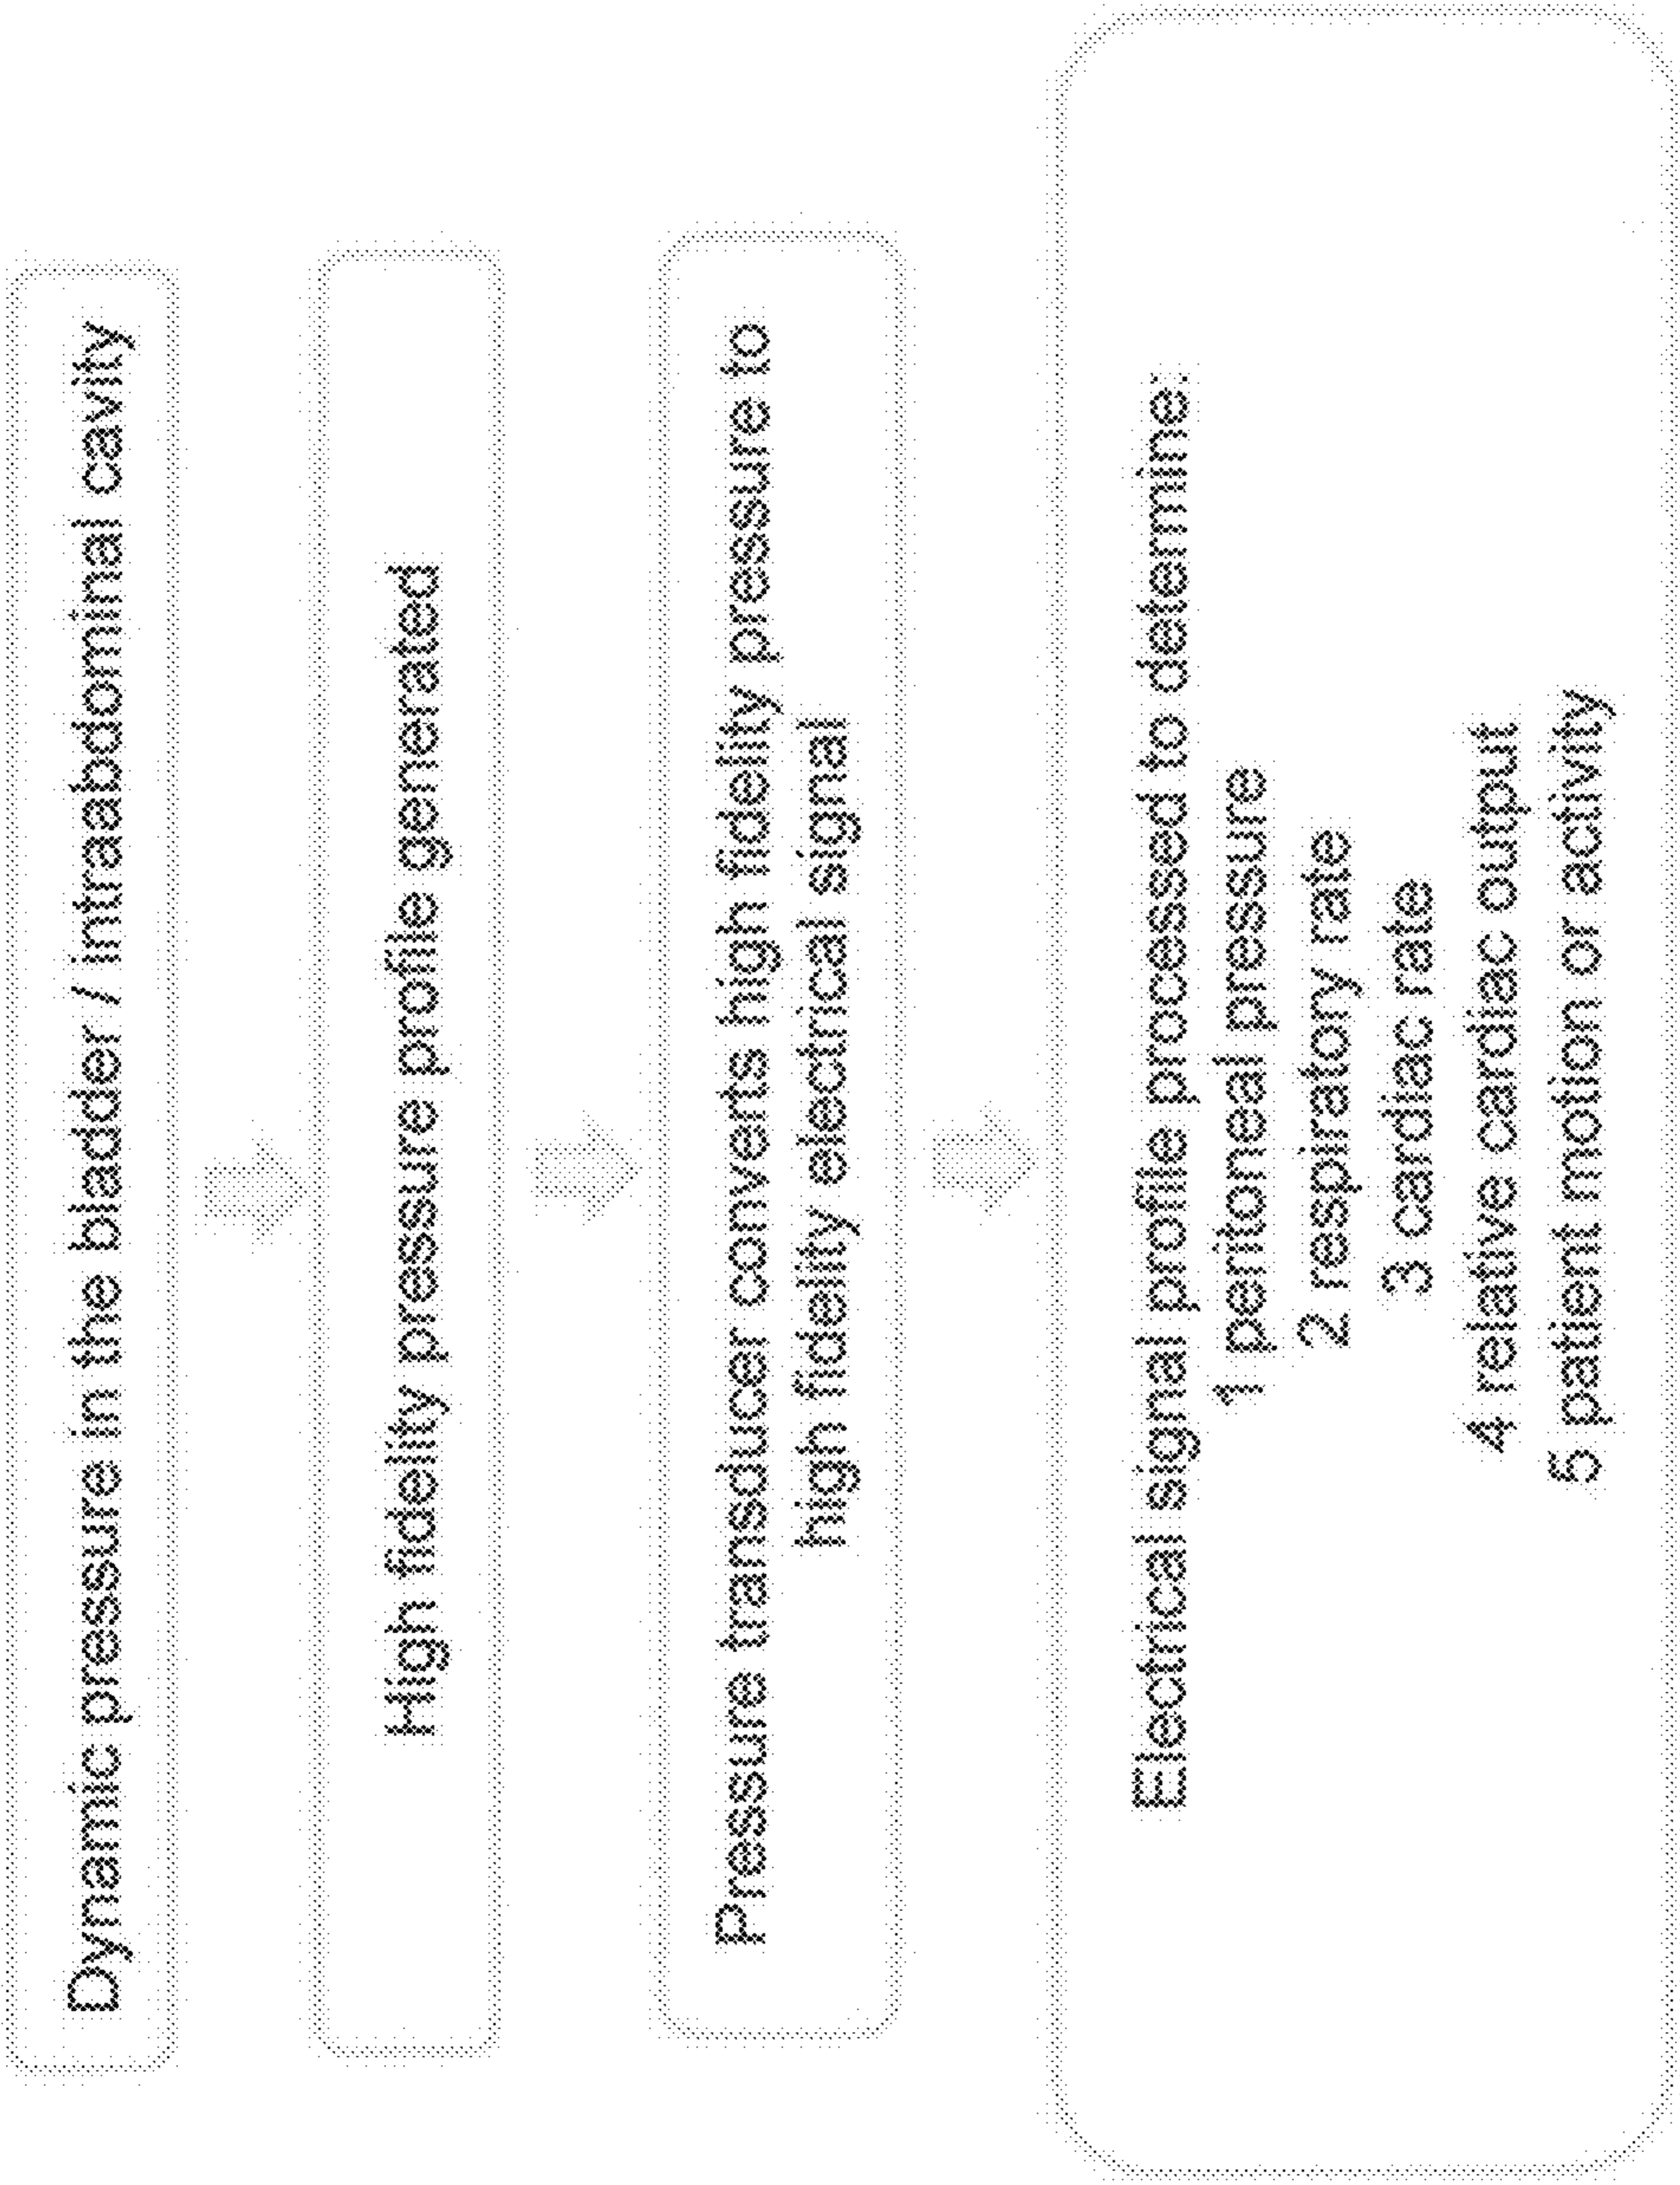 Dynamic pressure in the bladder / intraabdominal cavity
High fidelity pressure profile generated
Pressure transducer converts high fidelity pressure to
high fidelity electrical signal
Electrical signal profile processed to determine:
1 peritoneal pressure
2 respiratory rate
3 cardiac rate
4 relative cardiac output
5 patient motion or activity